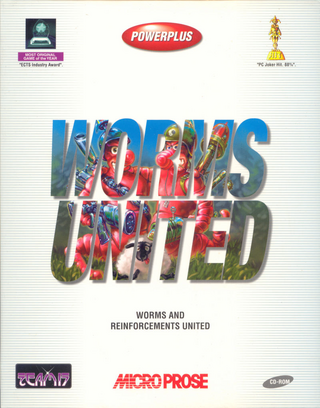 POWERPLUS
MOST ORIGINAL
GAME of the YEAR
"ECTS Industry Award"
"PC Joker Hit 88%".
WORMS
UNITED
WORMS AND
REINFORCEMENTS UNITED
TEAM17
MICROPROSE
CD-ROM